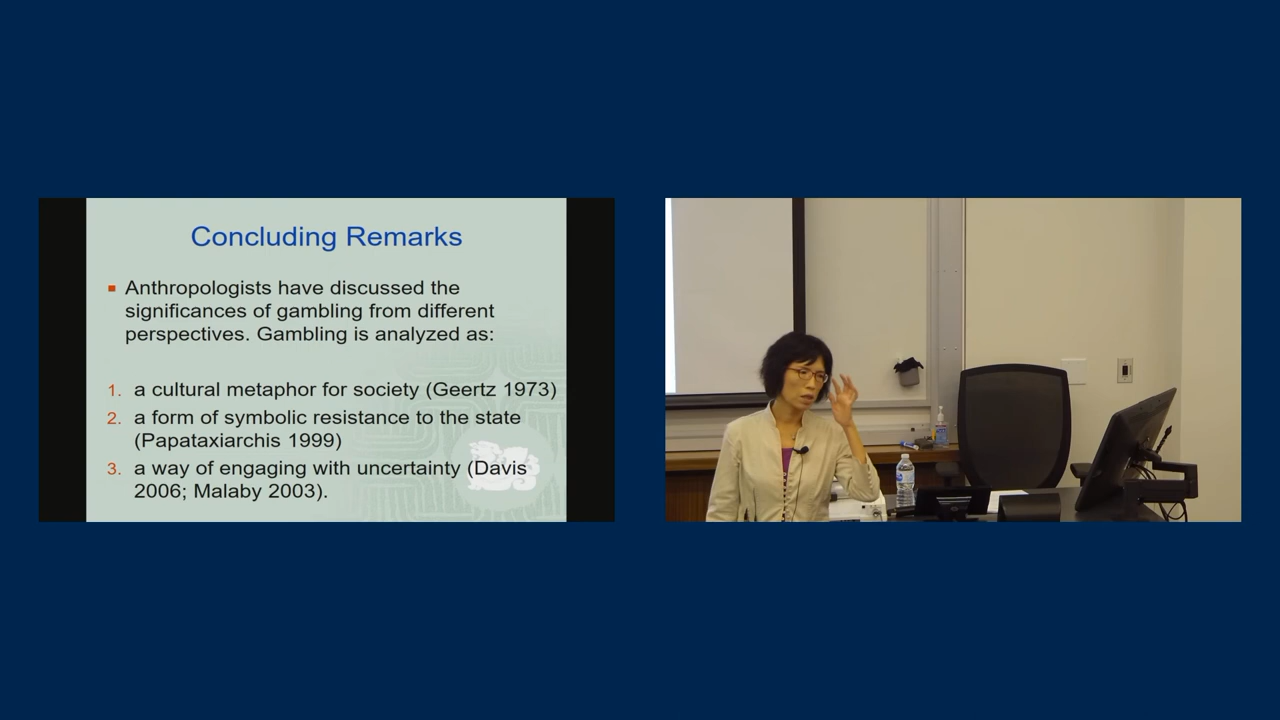 Concluding Remarks
Anthropologists have discussed the
significances of gambling from different
perspectives. Gambling is analyzed as:
1. a cultural metaphor for society (Geertz 1973)
2. a form of symbolic resistance to the state
(Papataxiarchis 1999)
3. a way of engaging with uncertainty (Davis
2006; Malaby 2003).